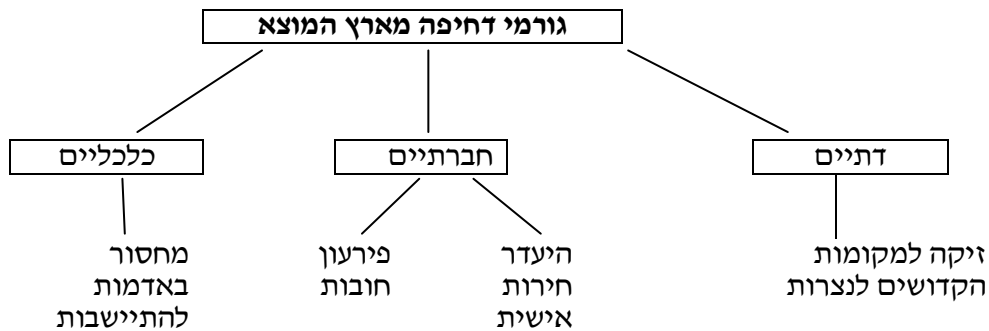 גורמי דחיפה מארץ המוצא
דתיים
חברתיים
כלכליים
זיקה למקומות
הקדושים לנצרות
היעדר
חירות
אישית
פירעון
חובות
מחסור
באדמות
להתיישבות